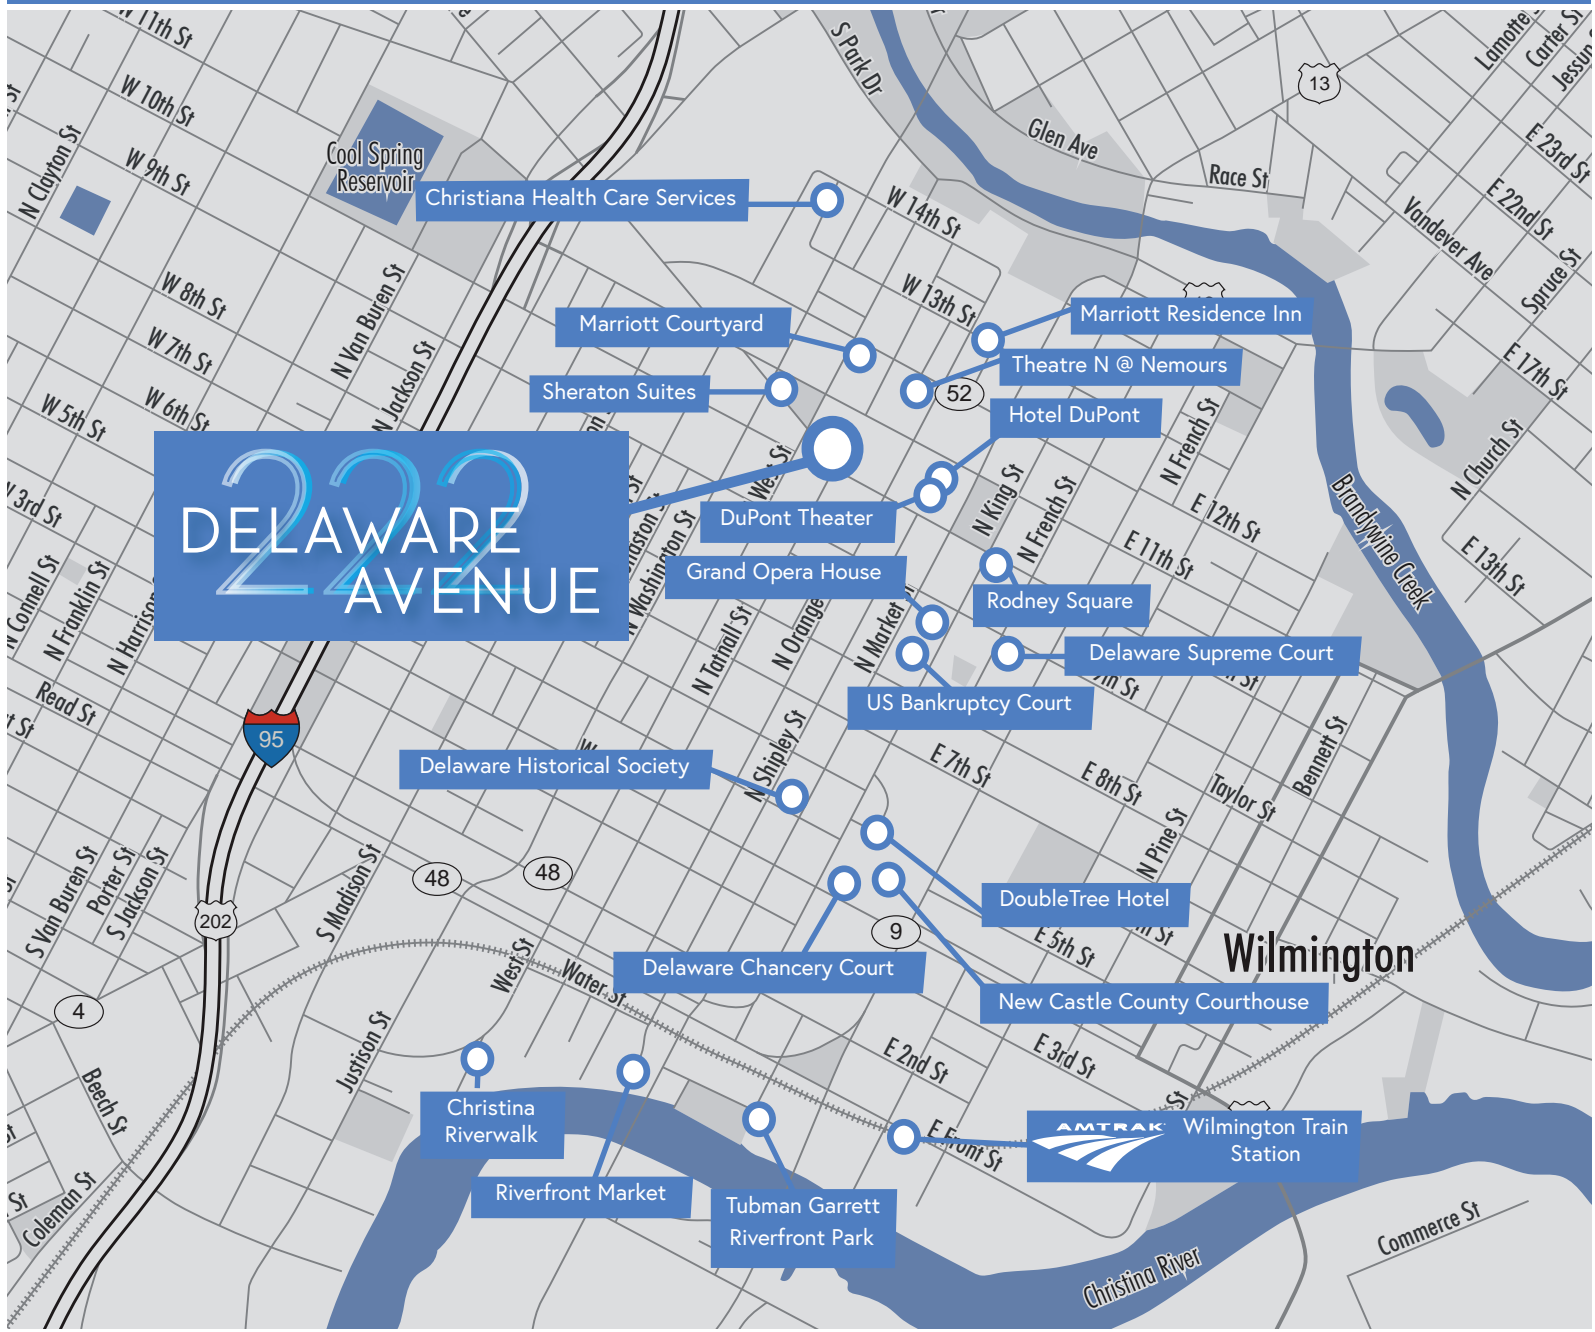 W 11th St
Lamotte
Carter St
Jessup
S Park Dr
13
W 10th St
N Clayton St
W 9th St
Cool Spring
Reservoir
Glen Ave
E 23rd St
Race St
E 22nd St
Christiana Health Care Services
W 14th St
Vandever Ave
Spruce St
W 8th St
N Van Buren St
W 13th St
Marriott Residence Inn
Marriott Courtyard
W 7th St
N Jackson St
Theatre N @ Nemours
E 17th St
Sheraton Suites
52
W 6th St
W 5th St
Hotel DuPont
N French St
N Church St
222
DELAWARE
AVENUE
West St
N King St
N French St
Brandywine Creek
W 3rd St
DuPont Theater
E 12th St
E 11th St
E 13th St
N Washington St
N Connell St
N Franklin St
N Harrison
Grand Opera House
Rodney Square
N Tatnall St
N Orange
N Market
Delaware Supreme Court
9th St
US Bankruptcy Court
Read St
St
95
N Shipley St
Delaware Historical Society
E 7th St
E 8th St
Taylor St
Bennett St
N Pine St
S Van Buren St
Porter St
S Jackson St
S Madison St
48
48
DoubleTree Hotel
202
9
E 5th St
Wilmington
West St
Water St
Delaware Chancery Court
New Castle County Courthouse
4
Justison St
E 2nd St
E 3rd St
Beech St
Christina
Riverwalk
E Front St
St
AMTRAK
Wilmington Train
Station
Riverfront Market
Tubman Garrett
Riverfront Park
St
Coleman St
Commerce St
Christina River